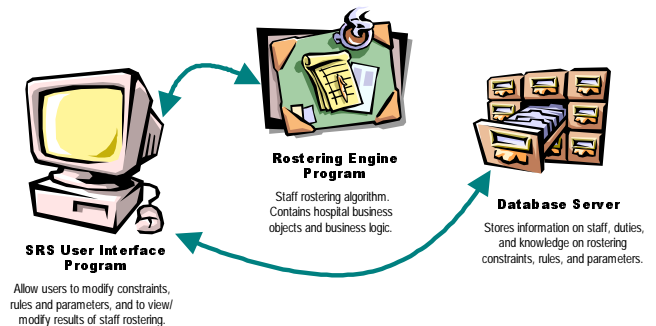 Rostering Engine
Program
Staff rostering algorithm.
Contains hospital business
objects and business logic.
Database Server
Stores information on staff, duties,
and knowledge on rostering
constraints, rules, and parameters.
SRS User Interface
Program
Allow users to modify constraints,
rules and parameters, and to view/
modify results of staff rostering.